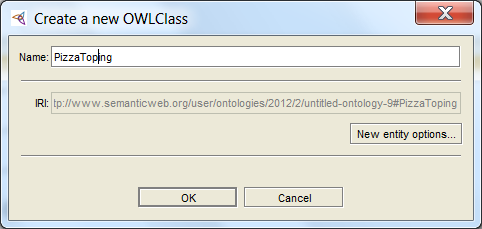 Create a new OWLClass
Name: PizzaToping
IRI: tp://www.semanticweb.org/user/ontologies/2012/2/untitled-ontology-9#PizzaToping
New entity options...
OK Cancel